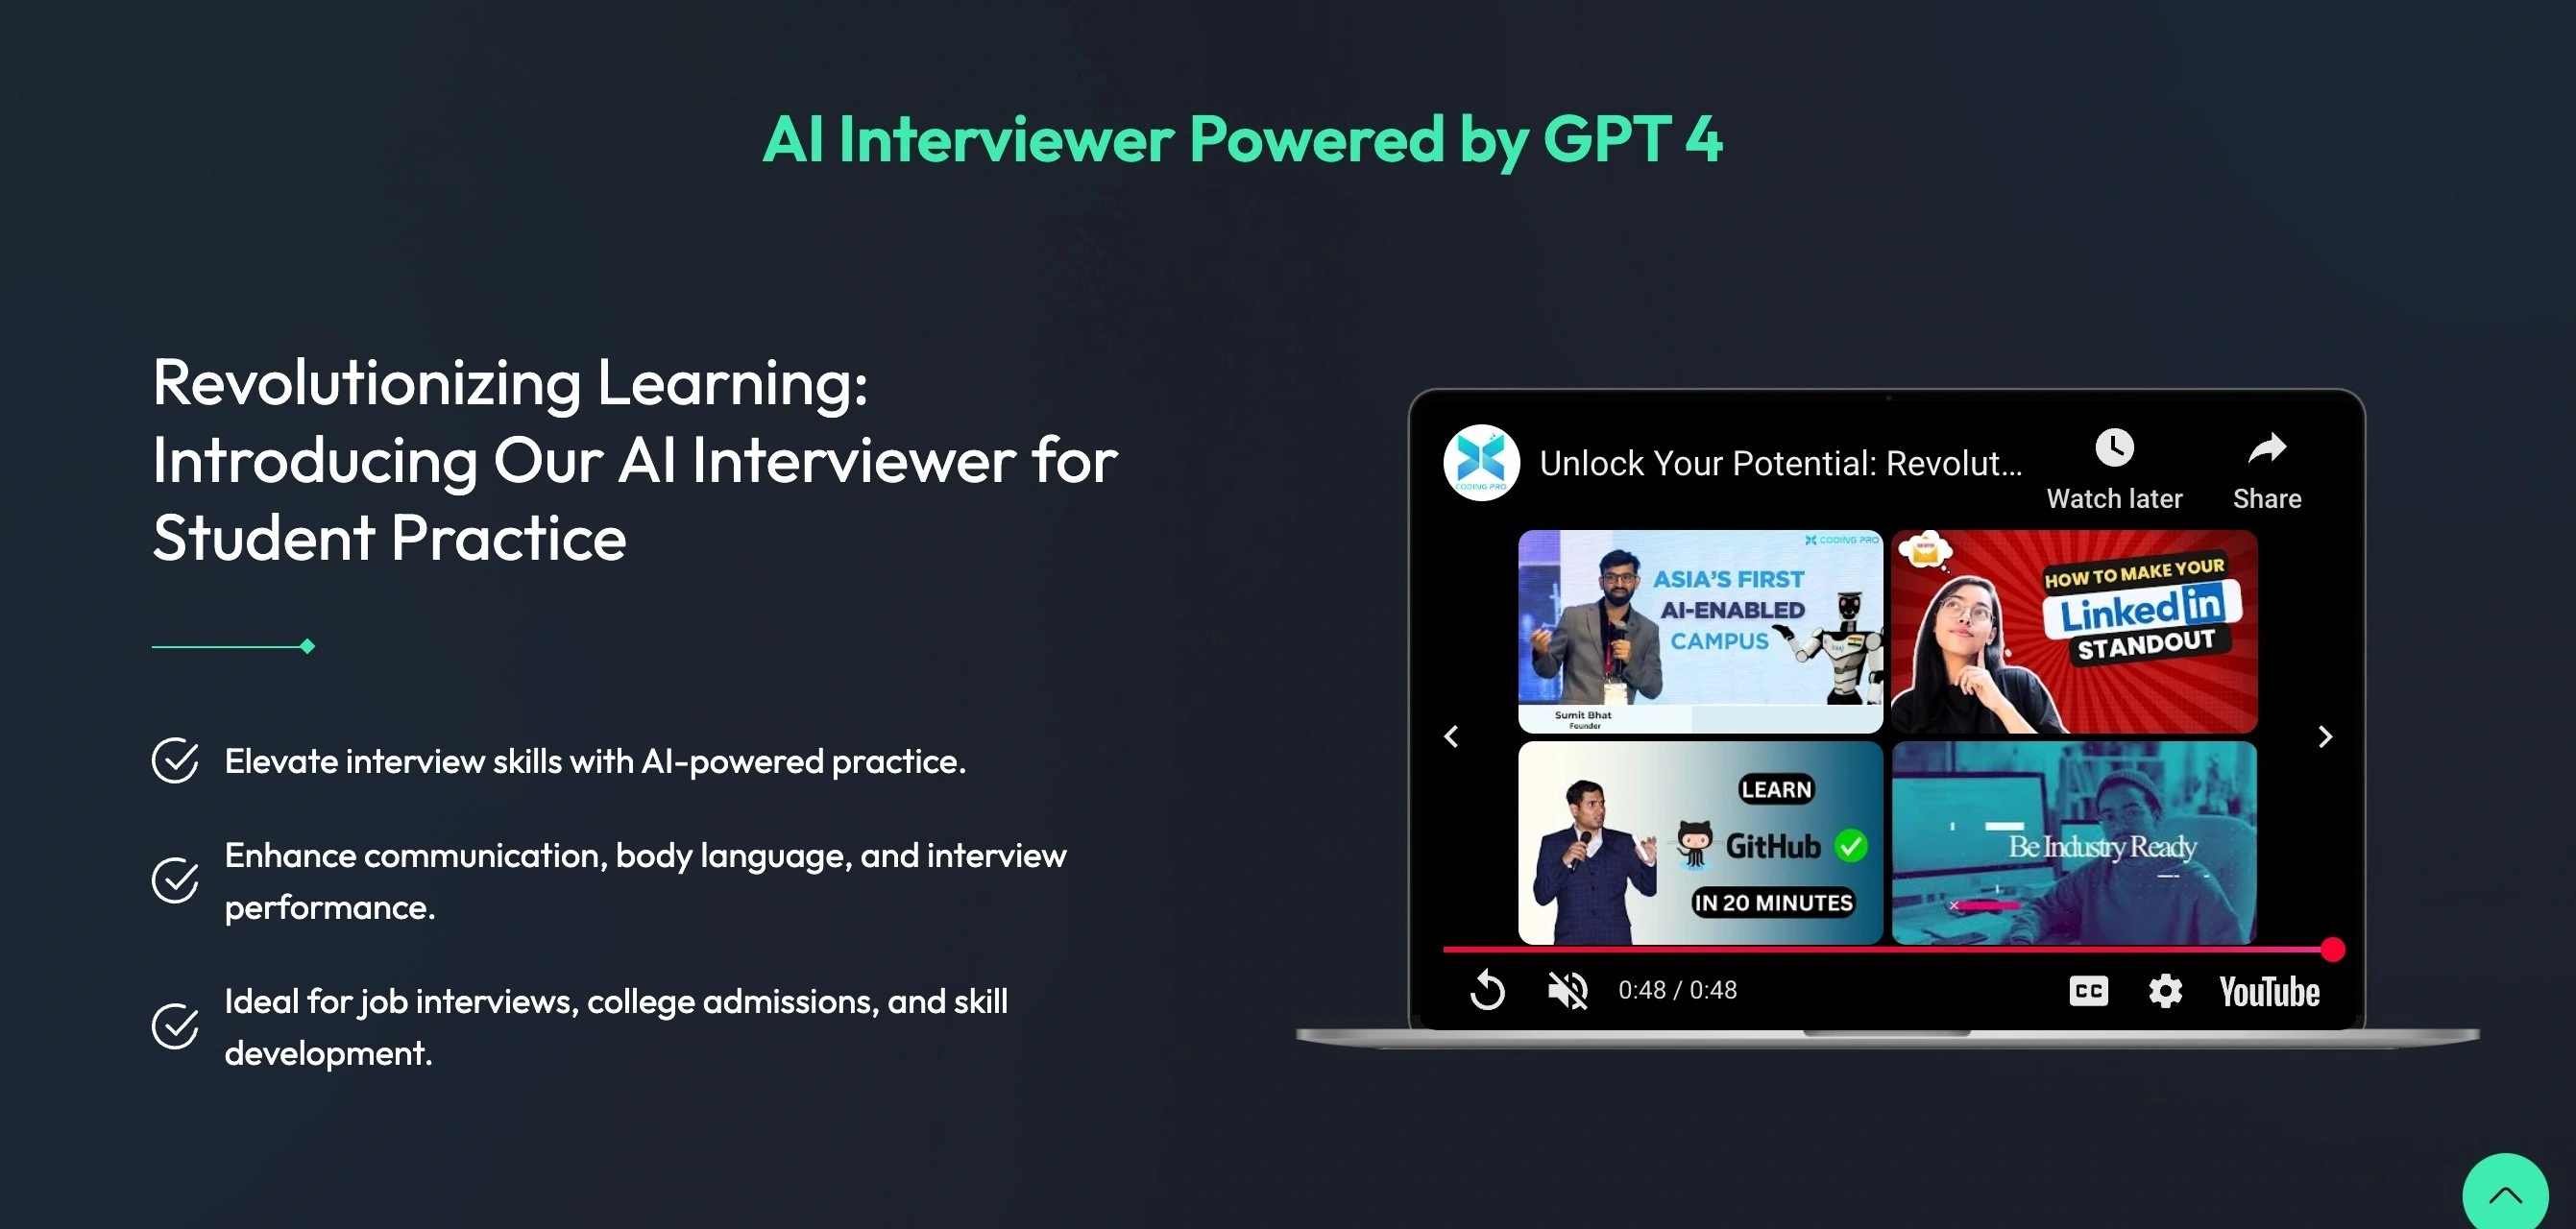 AI Interviewer Powered by GPT 4
Revolutionizing Learning:
Introducing Our AI Interviewer for
Student Practice
Elevate interview skills with AI-powered practice.
Enhance communication, body language, and interview
performance.
Ideal for job interviews, college admissions, and skill
development.
CODING PRO
Unlock Your Potential: Revolut...
Watch later
Share
CODING PRO
ASIA'S FIRST
AI-ENABLED
CAMPUS
Sumit Bhat
Founder
HOW TO MAKE YOUR
Linked in
STANDOUT
LEARN
GitHub
IN 20 MINUTES
Be Industry Ready
0:48 / 0:48
CC
YouTube